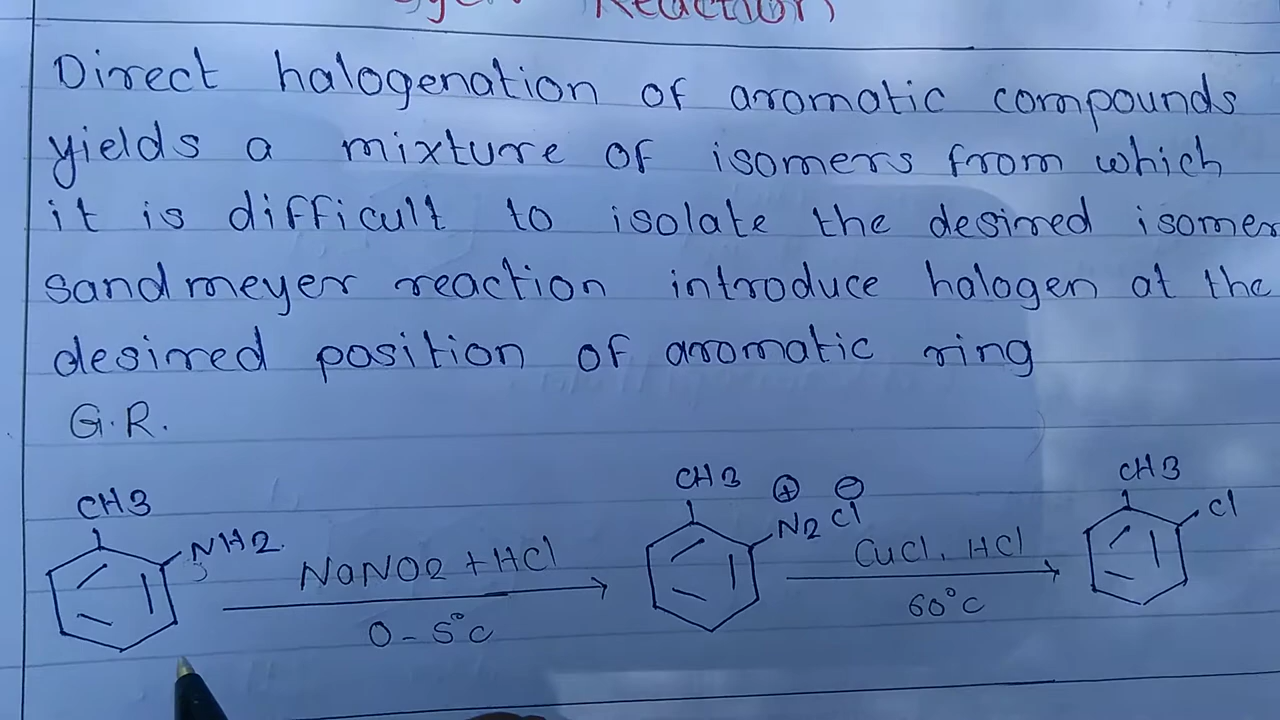 Reaction
Direct halogenation of aromatic compounds
yields a mixture of isomers from which
it is difficult to isolate the desired isomer
sandmeyer reaction introduce halogen at the
desired position of aromatic ring
G.R.
CH3 CH3 ⊕ ⊖ CH3
NH2 NaNO2 + HCl N2 Cl CuCl, HCl Cl
0-5°C 60°C